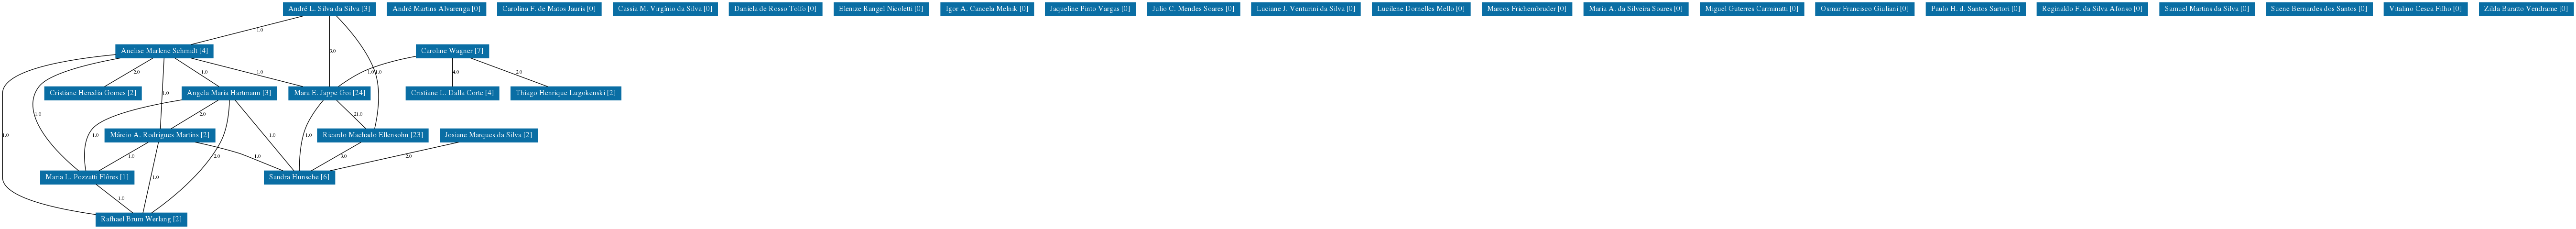 André L. Silva da Silva [3]
André Martins Alvarenga [0]
Carolina F. de Matos Jauris [0]
Cassia M. Virgínio da Silva [0]
Daniela de Rosso Tolfo [0]
Elenize Rangel Nicoletti [0]
Igor A. Cancela Melnik [0]
Jaqueline Pinto Vargas [0]
Julio C. Mendes Soares [0]
Luciane J. Venturini da Silva [0]
Lucilene Dornelles Mello [0]
Marcos Frichembruder [0]
Maria A. da Silveira Soares [0]
Miguel Guterres Carminatti [0]
Osmar Francisco Giuliani [0]
Paulo H. d. Santos Sartori [0]
Reginaldo F. da Silva Afonso [0]
Samuel Martins da Silva [0]
Suene Bernardes dos Santos [0]
Vitalino Cesca Filho [0]
Zilda Baratto Vendrame [0]
1.0
Anelise Marlene Schmidt [4]
3.0
Caroline Wagner [7]
2.0
1.0
1.0
1.0
1.0
4.0
2.0
Cristiane Heredia Gomes [2]
1.0
Angela Maria Hartmann [3]
Mara E. Jappe Goi [24]
Cristiane L. Dalla Corte [4]
Thiago Henrique Lugokenski [2]
1.0
2.0
21.0
1.0
1.0
Márcio A. Rodrigues Martins [2]
1.0
1.0
Ricardo Machado Ellensohn [23]
Josiane Marques da Silva [2]
1.0
2.0
1.0
3.0
2.0
Maria L. Pozzatti Flôres [1]
1.0
Sandra Hunsche [6]
1.0
Rafhael Brum Werlang [2]